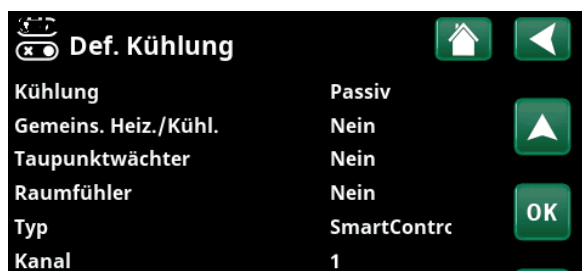 Def. Kühlung
Kühlung Passiv
Gemeins. Heiz./Kühl. Nein
Taupunktwächter Nein
Raumfühler Nein
Typ SmartContrc
OK
Kanal 1